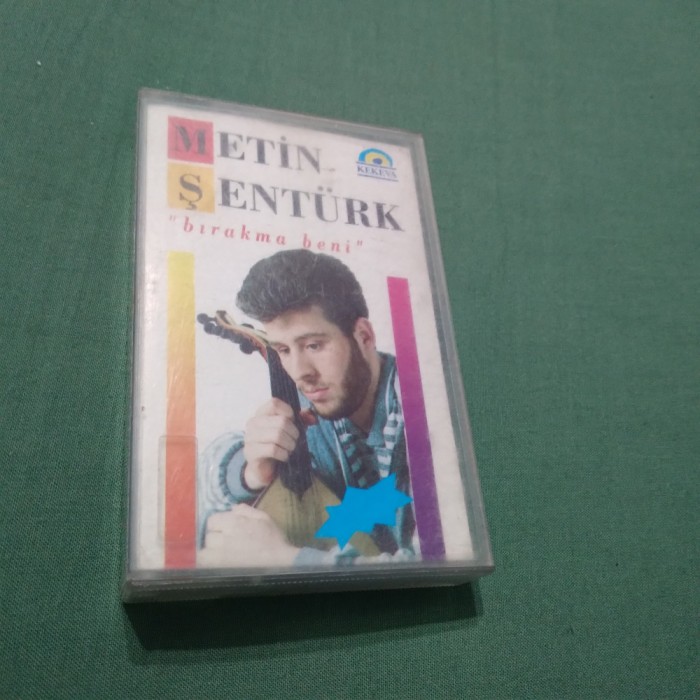 METİN
ŞENTÜRK
"bırakma beni"
KEKEVA